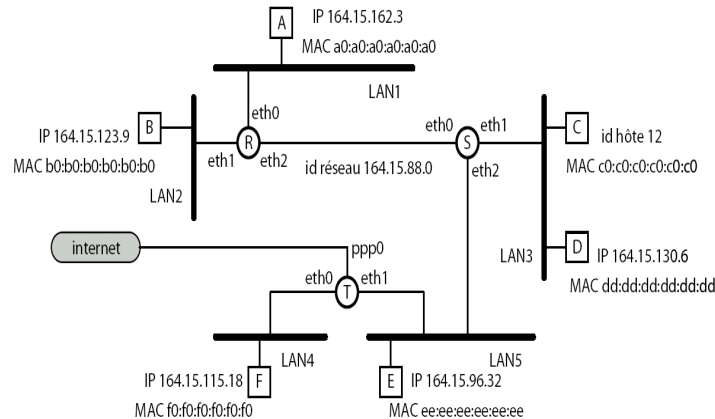 A
IP 164.15.162.3
MAC a0:a0:a0:a0:a0:a0
LAN1
eth0
B
IP 164.15.123.9
MAC b0:b0:b0:b0:b0:b0
LAN2
eth1
R
eth2
id réseau 164.15.88.0
eth0
S
eth1
eth2
C
id hôte 12
MAC c0:c0:c0:c0:c0:c0
D
IP 164.15.130.6
MAC dd:dd:dd:dd:dd:dd
LAN3
internet
ppp0
eth0
T
eth1
LAN4
LAN5
IP 164.15.115.18
F
MAC f0:f0:f0:f0:f0:f0
E
IP 164.15.96.32
MAC ee:ee:ee:ee:ee:ee